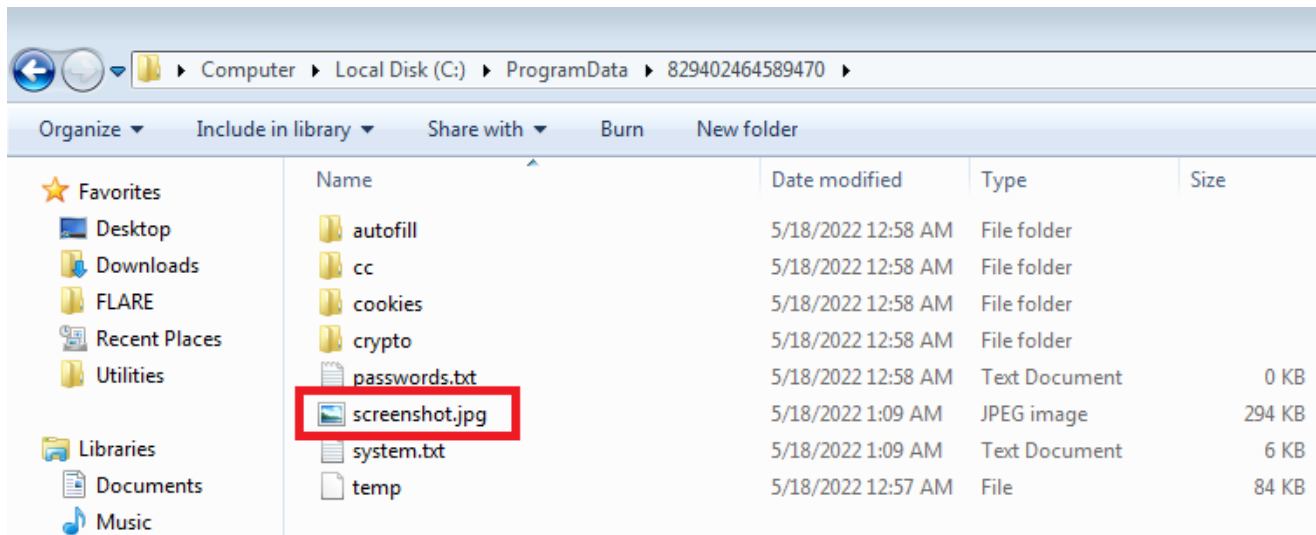 Computer Local Disk (C:) ProgramData 829402464589470
Organize Include in library Share with Burn New folder
Favorites
Desktop
Downloads
FLARE
Recent Places
Utilities
Libraries
Documents
Music
Name Date modified Type Size
autofill 5/18/2022 12:58 AM File folder
cc 5/18/2022 12:58 AM File folder
cookies 5/18/2022 12:58 AM File folder
crypto 5/18/2022 12:58 AM File folder
passwords.txt 5/18/2022 12:58 AM Text Document 0 KB
screenshot.jpg 5/18/2022 1:09 AM JPEG image 294 KB
system.txt 5/18/2022 1:09 AM Text Document 6 KB
temp 5/18/2022 12:57 AM File 84 KB